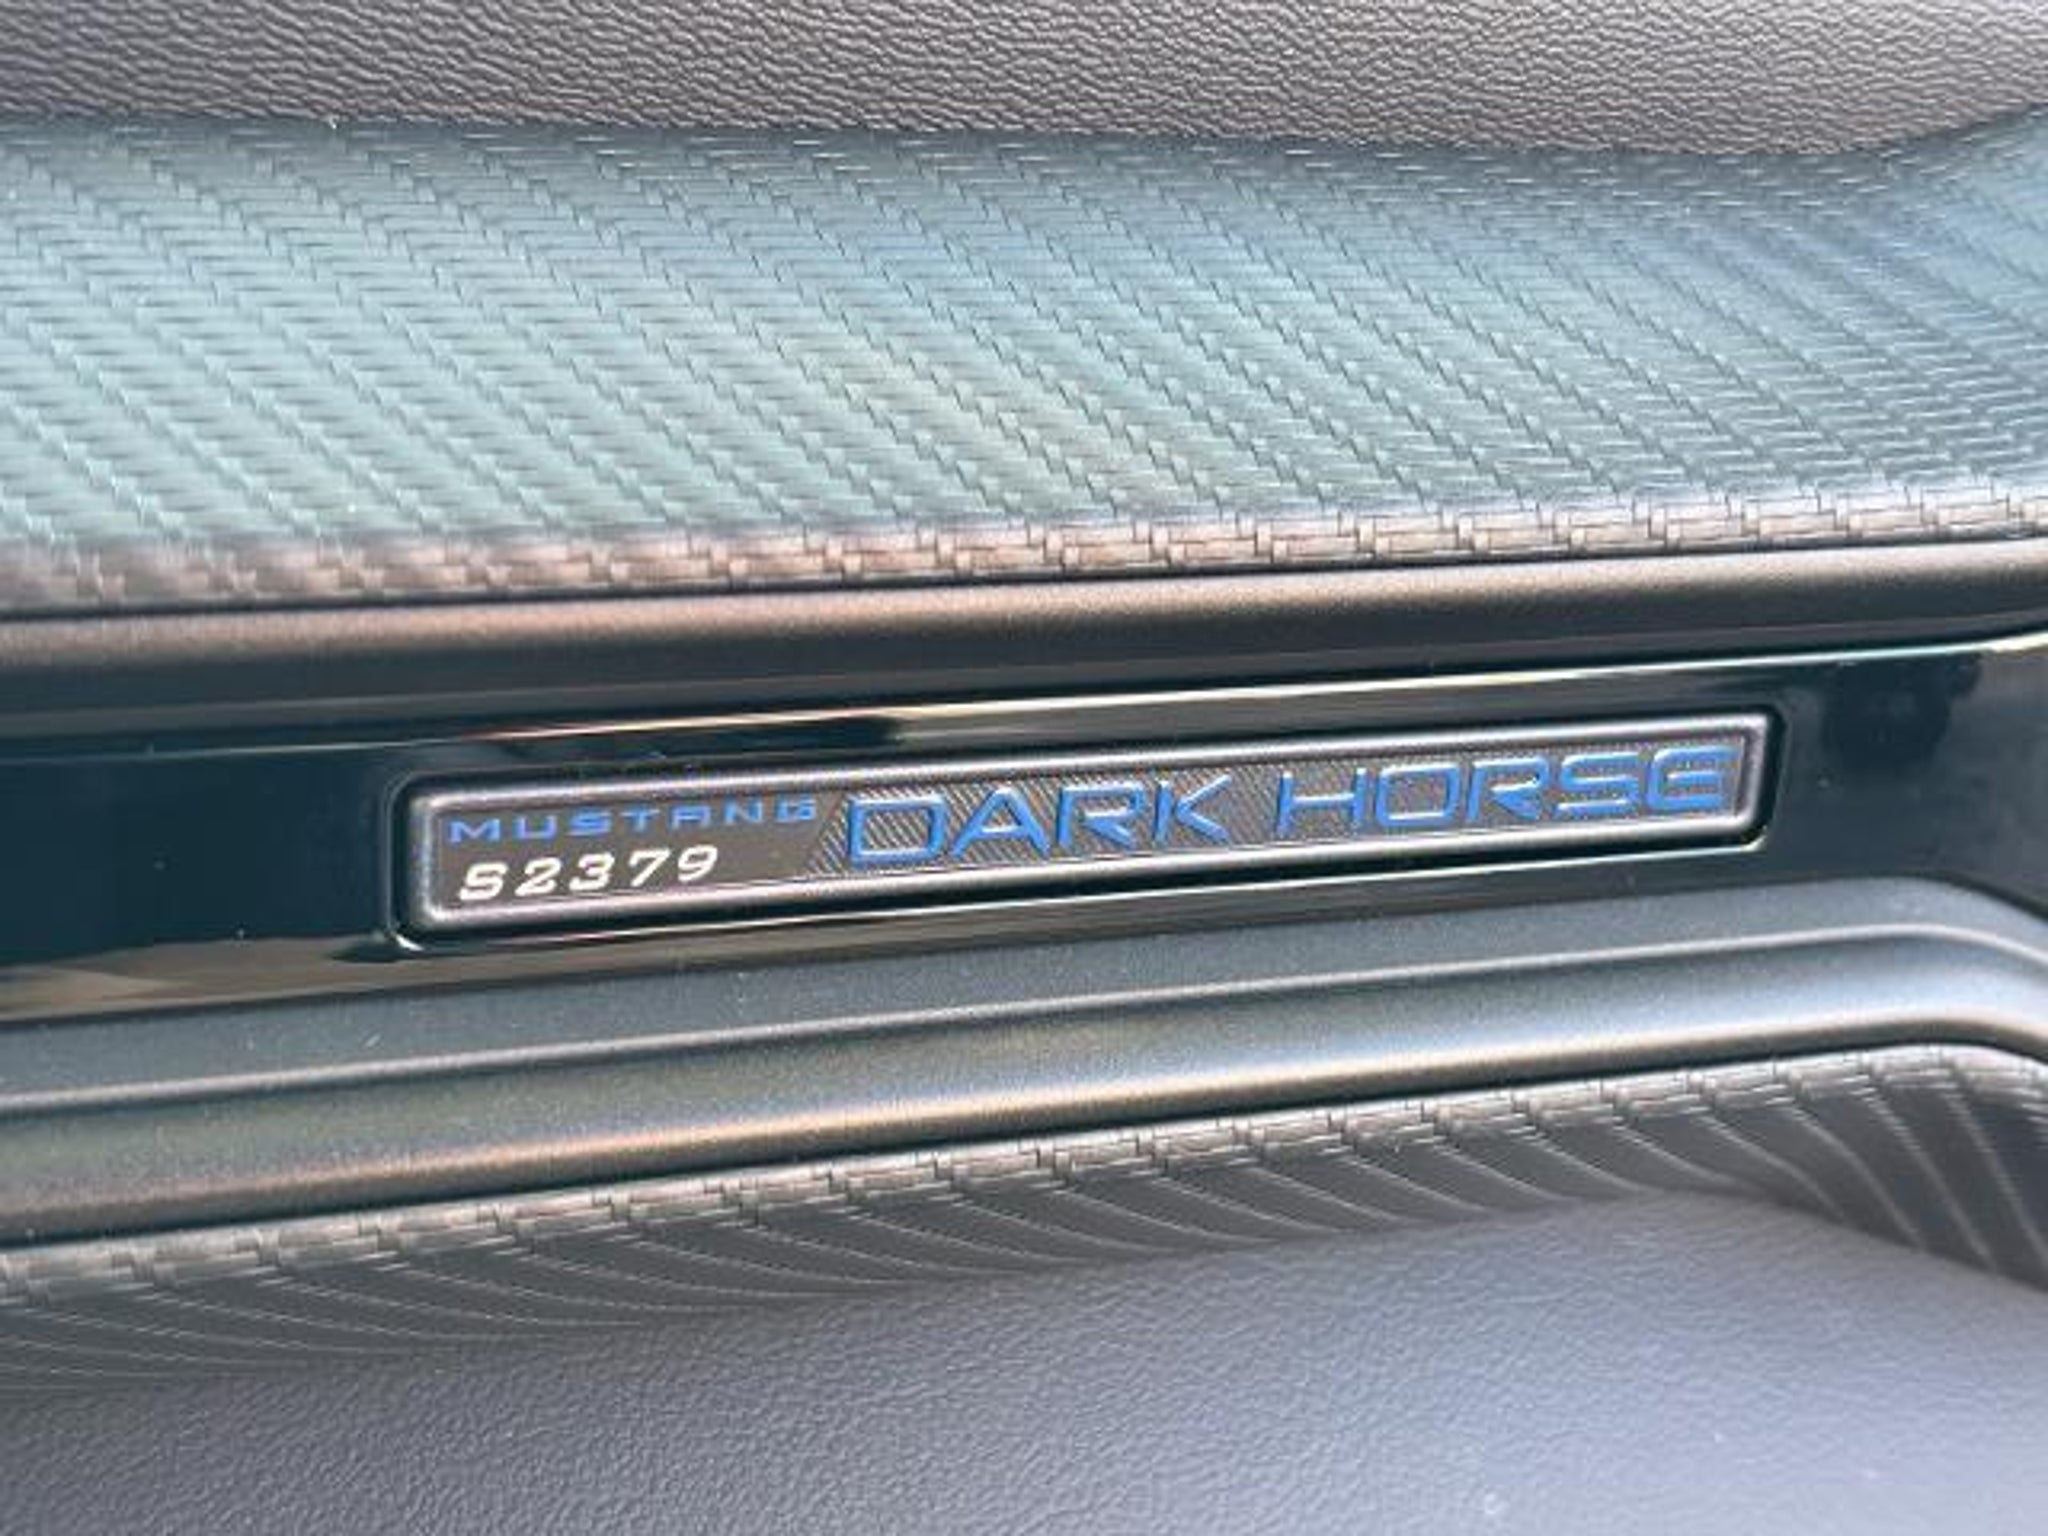 MUSTANG
S2379
DARK HORSE